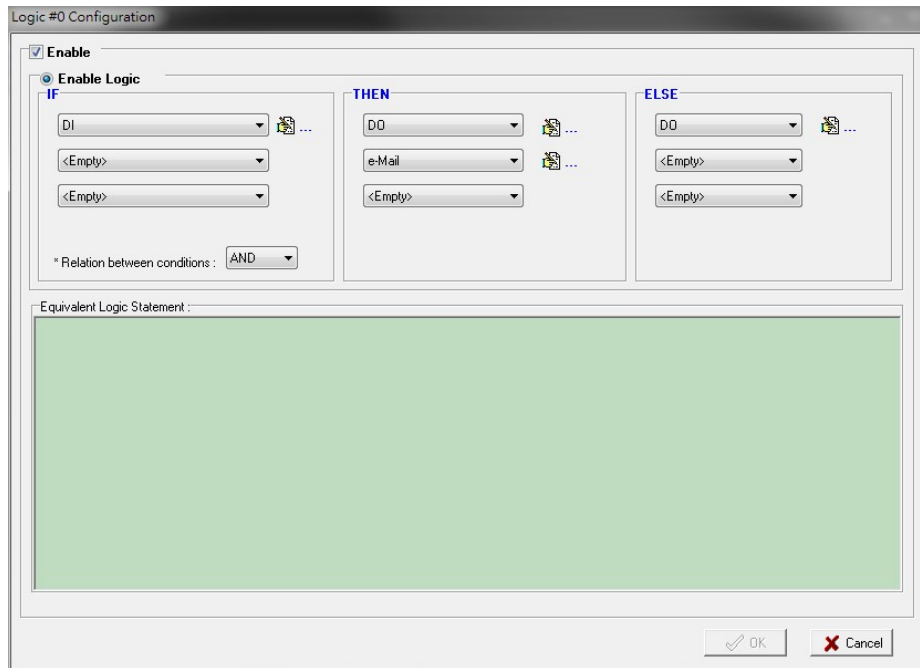 Logic #0 Configuration
Enable
Enable Logic
IF
DI
...
<Empty>
<Empty>
* Relation between conditions : AND
THEN
DO
...
e-Mail
...
<Empty>
ELSE
DO
...
<Empty>
<Empty>
Equivalent Logic Statement :
OK
Cancel